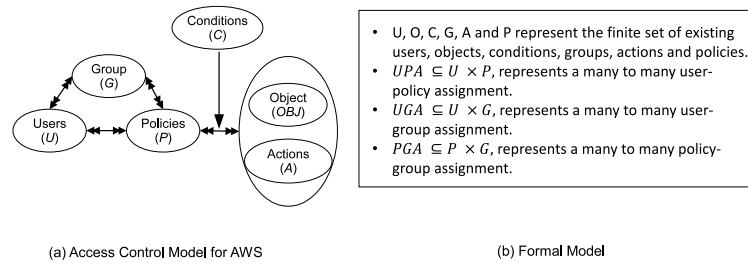 Conditions
(C)
Group
(G)
Users
(U)
Policies
(P)
Object
(OBJ)
Actions
(A)
(a) Access Control Model for AWS
• U, O, C, G, A and P represent the finite set of existing
users, objects, conditions, groups, actions and policies.
• UPA ⊆ U × P, represents a many to many user-
policy assignment.
• UGA ⊆ U × G, represents a many to many user-
group assignment.
• PGA ⊆ P × G, represents a many to many policy-
group assignment.
(b) Formal Model